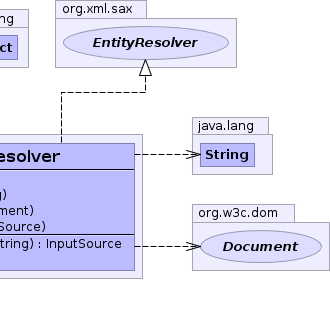 ng
org.xml.sax
ct
EntityResolver
java.lang
String
esolver
g)
ment)
Source)
tring) : InputSource
org.w3c.dom
Document